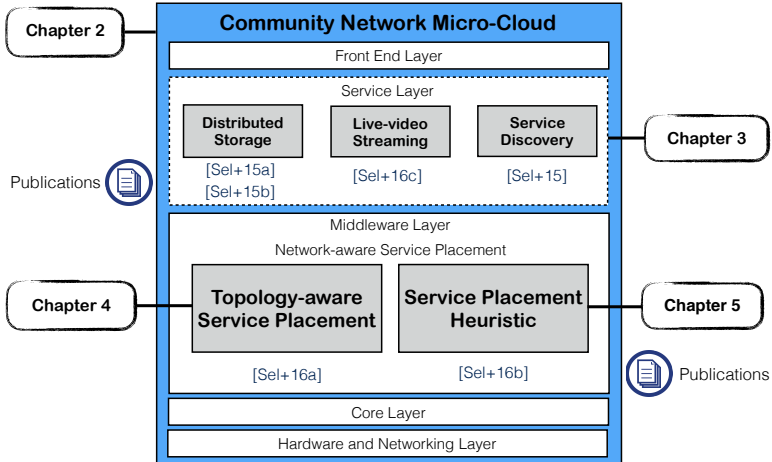 Community Network Micro-Cloud
Chapter 2
Front End Layer
Service Layer
Distributed
Storage
Live-video
Streaming
Service
Discovery
Chapter 3
[Sel+15a]
[Sel+15b]
[Sel+16c]
[Sel+15]
Publications
Middleware Layer
Network-aware Service Placement
Chapter 4
Topology-aware
Service Placement
Service Placement
Heuristic
Chapter 5
[Sel+16a]
[Sel+16b]
Publications
Core Layer
Hardware and Networking Layer